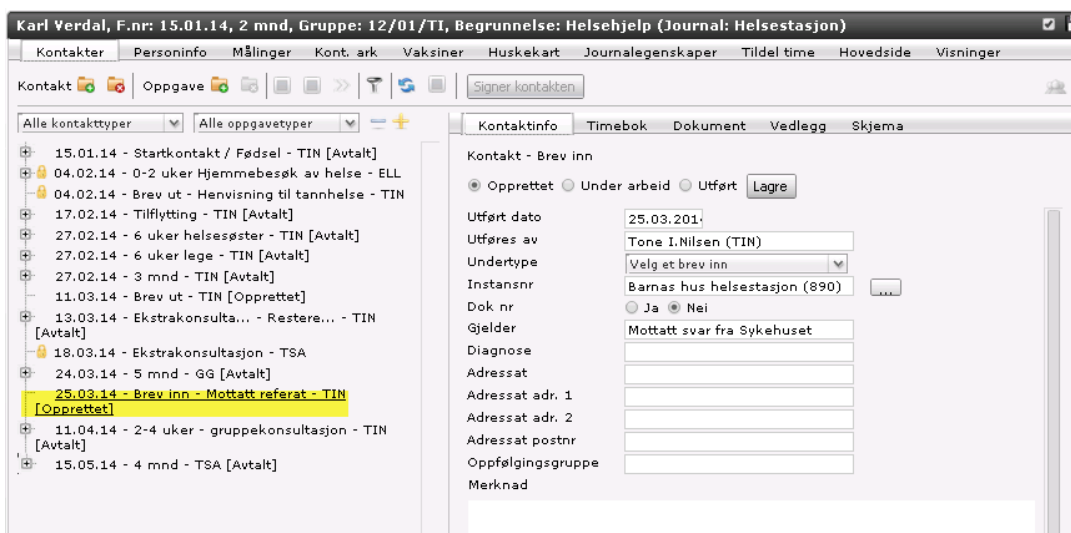 Karl Verdal, F.nr: 15.01.14, 2 mnd, Gruppe: 12/01/TI, Begrunnelse: Helsehjelp (Journal: Helsestasjon)
Kontakter Personinfo Målinger Kont. ark Vaksiner Huskekart Journalegenskaper Tildel time Hovedside Visninger
Kontakt Oppgave Signer kontakten
Alle kontakttyper Alle oppgavetyper
15.01.14 - Startkontakt / Fødsel - TIN [Avtalt]
04.02.14 - 0-2 uker Hjemmebesøk av helse - ELL
04.02.14 - Brev ut - Henvisning til tannhelse - TIN
17.02.14 - Tilflytting - TIN [Avtalt]
27.02.14 - 6 uker helsesøster - TIN [Avtalt]
27.02.14 - 6 uker lege - TIN [Avtalt]
27.02.14 - 3 mnd - TIN [Avtalt]
11.03.14 - Brev ut - TIN [Opprettet]
13.03.14 - Ekstrakonsulta... - Restere... - TIN
[Avtalt]
18.03.14 - Ekstrakonsultasjon - TSA
24.03.14 - 5 mnd - GG [Avtalt]
25.03.14 - Brev inn - Mottatt referat - TIN
[Opprettet]
11.04.14 - 2-4 uker - gruppekonsultasjon - TIN
[Avtalt]
15.05.14 - 4 mnd - TSA [Avtalt]
Kontaktinfo Timebok Dokument Vedlegg Skjema
Kontakt - Brev inn
Opprettet Under arbeid Utført Lagre
Utført dato 25.03.201
Utføres av Tone I.Nilsen (TIN)
Undertype Velg et brev inn
Instansnr Barnas hus helsestasjon (890) ...
Dok nr Ja Nei
Gjelder Mottatt svar fra Sykehuset
Diagnose
Adressat
Adressat adr. 1
Adressat adr. 2
Adressat postnr
Oppfølgingsgruppe
Merknad